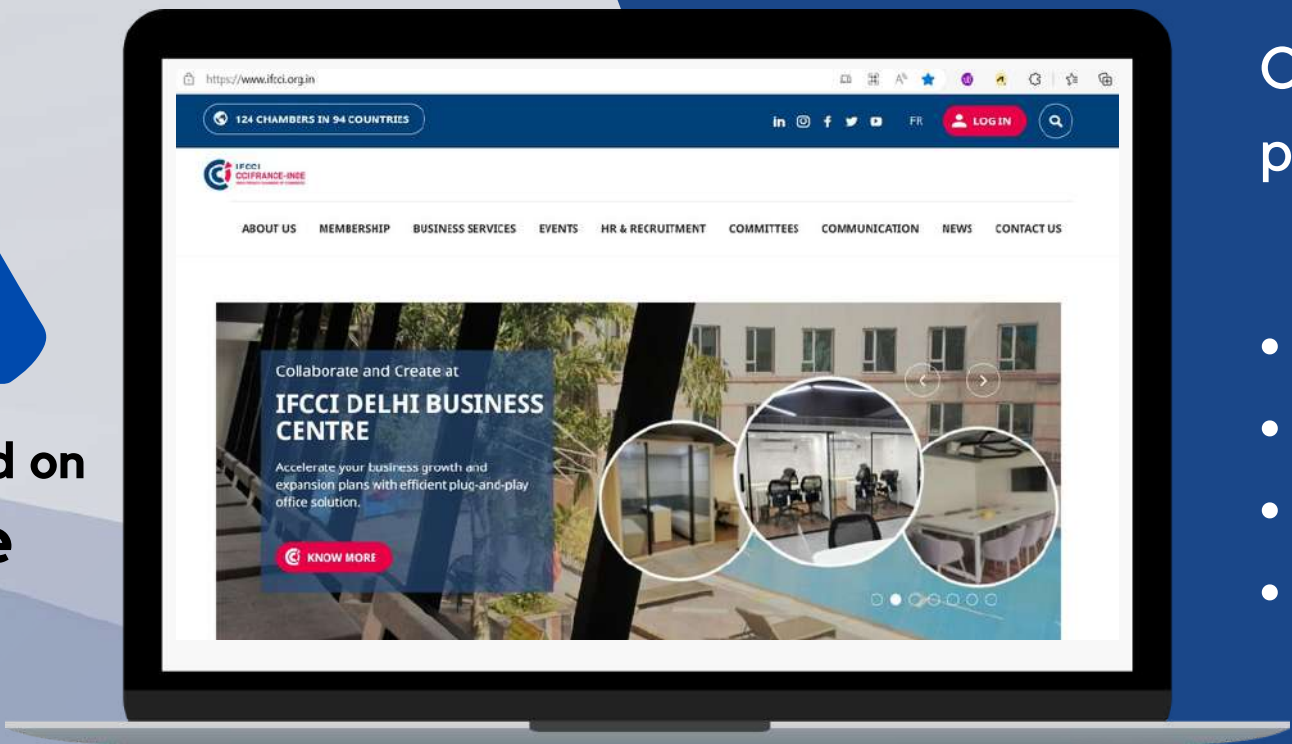 https://www.ifcci.org.in
124 CHAMBERS IN 94 COUNTRIES
FR
LOGIN
IFCCI
CCIFRANCE-INDE
ABOUT US MEMBERSHIP BUSINESS SERVICES EVENTS HR & RECRUITMENT COMMITTEES COMMUNICATION NEWS CONTACT US
Collaborate and Create at
IFCCI DELHI BUSINESS
CENTRE
Accelerate your business growth and
expansion plans with efficient plug-and-play
office solution.
KNOW MORE
on